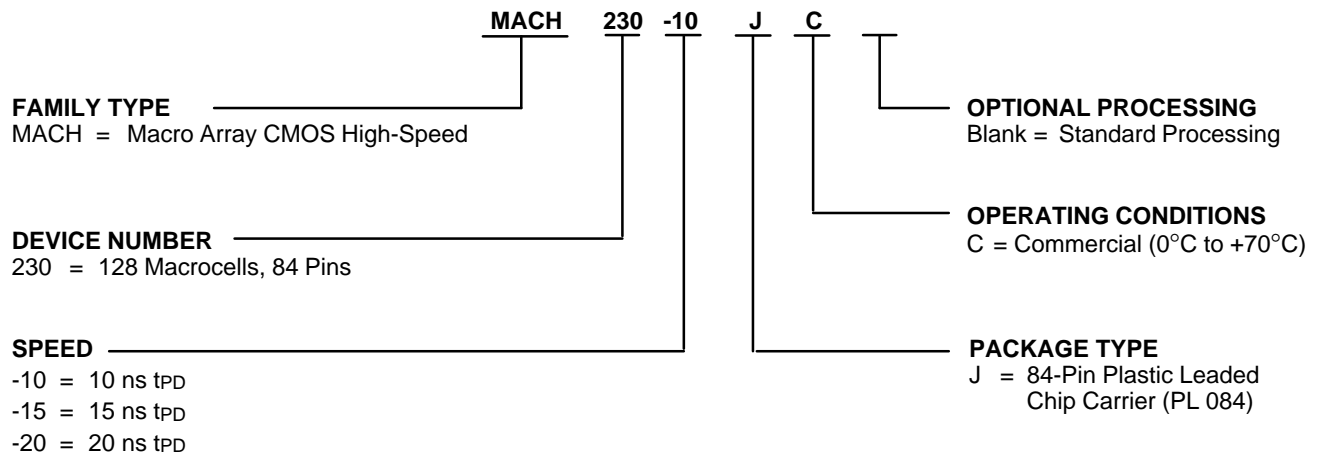 MACH 230 -10 J C
FAMILY TYPE
MACH = Macro Array CMOS High-Speed
DEVICE NUMBER
230 = 128 Macrocells, 84 Pins
SPEED
-10 = 10 ns tPD
-15 = 15 ns tPD
-20 = 20 ns tPD
OPTIONAL PROCESSING
Blank = Standard Processing
OPERATING CONDITIONS
C = Commercial (0°C to +70°C)
PACKAGE TYPE
J = 84-Pin Plastic Leaded
Chip Carrier (PL 084)